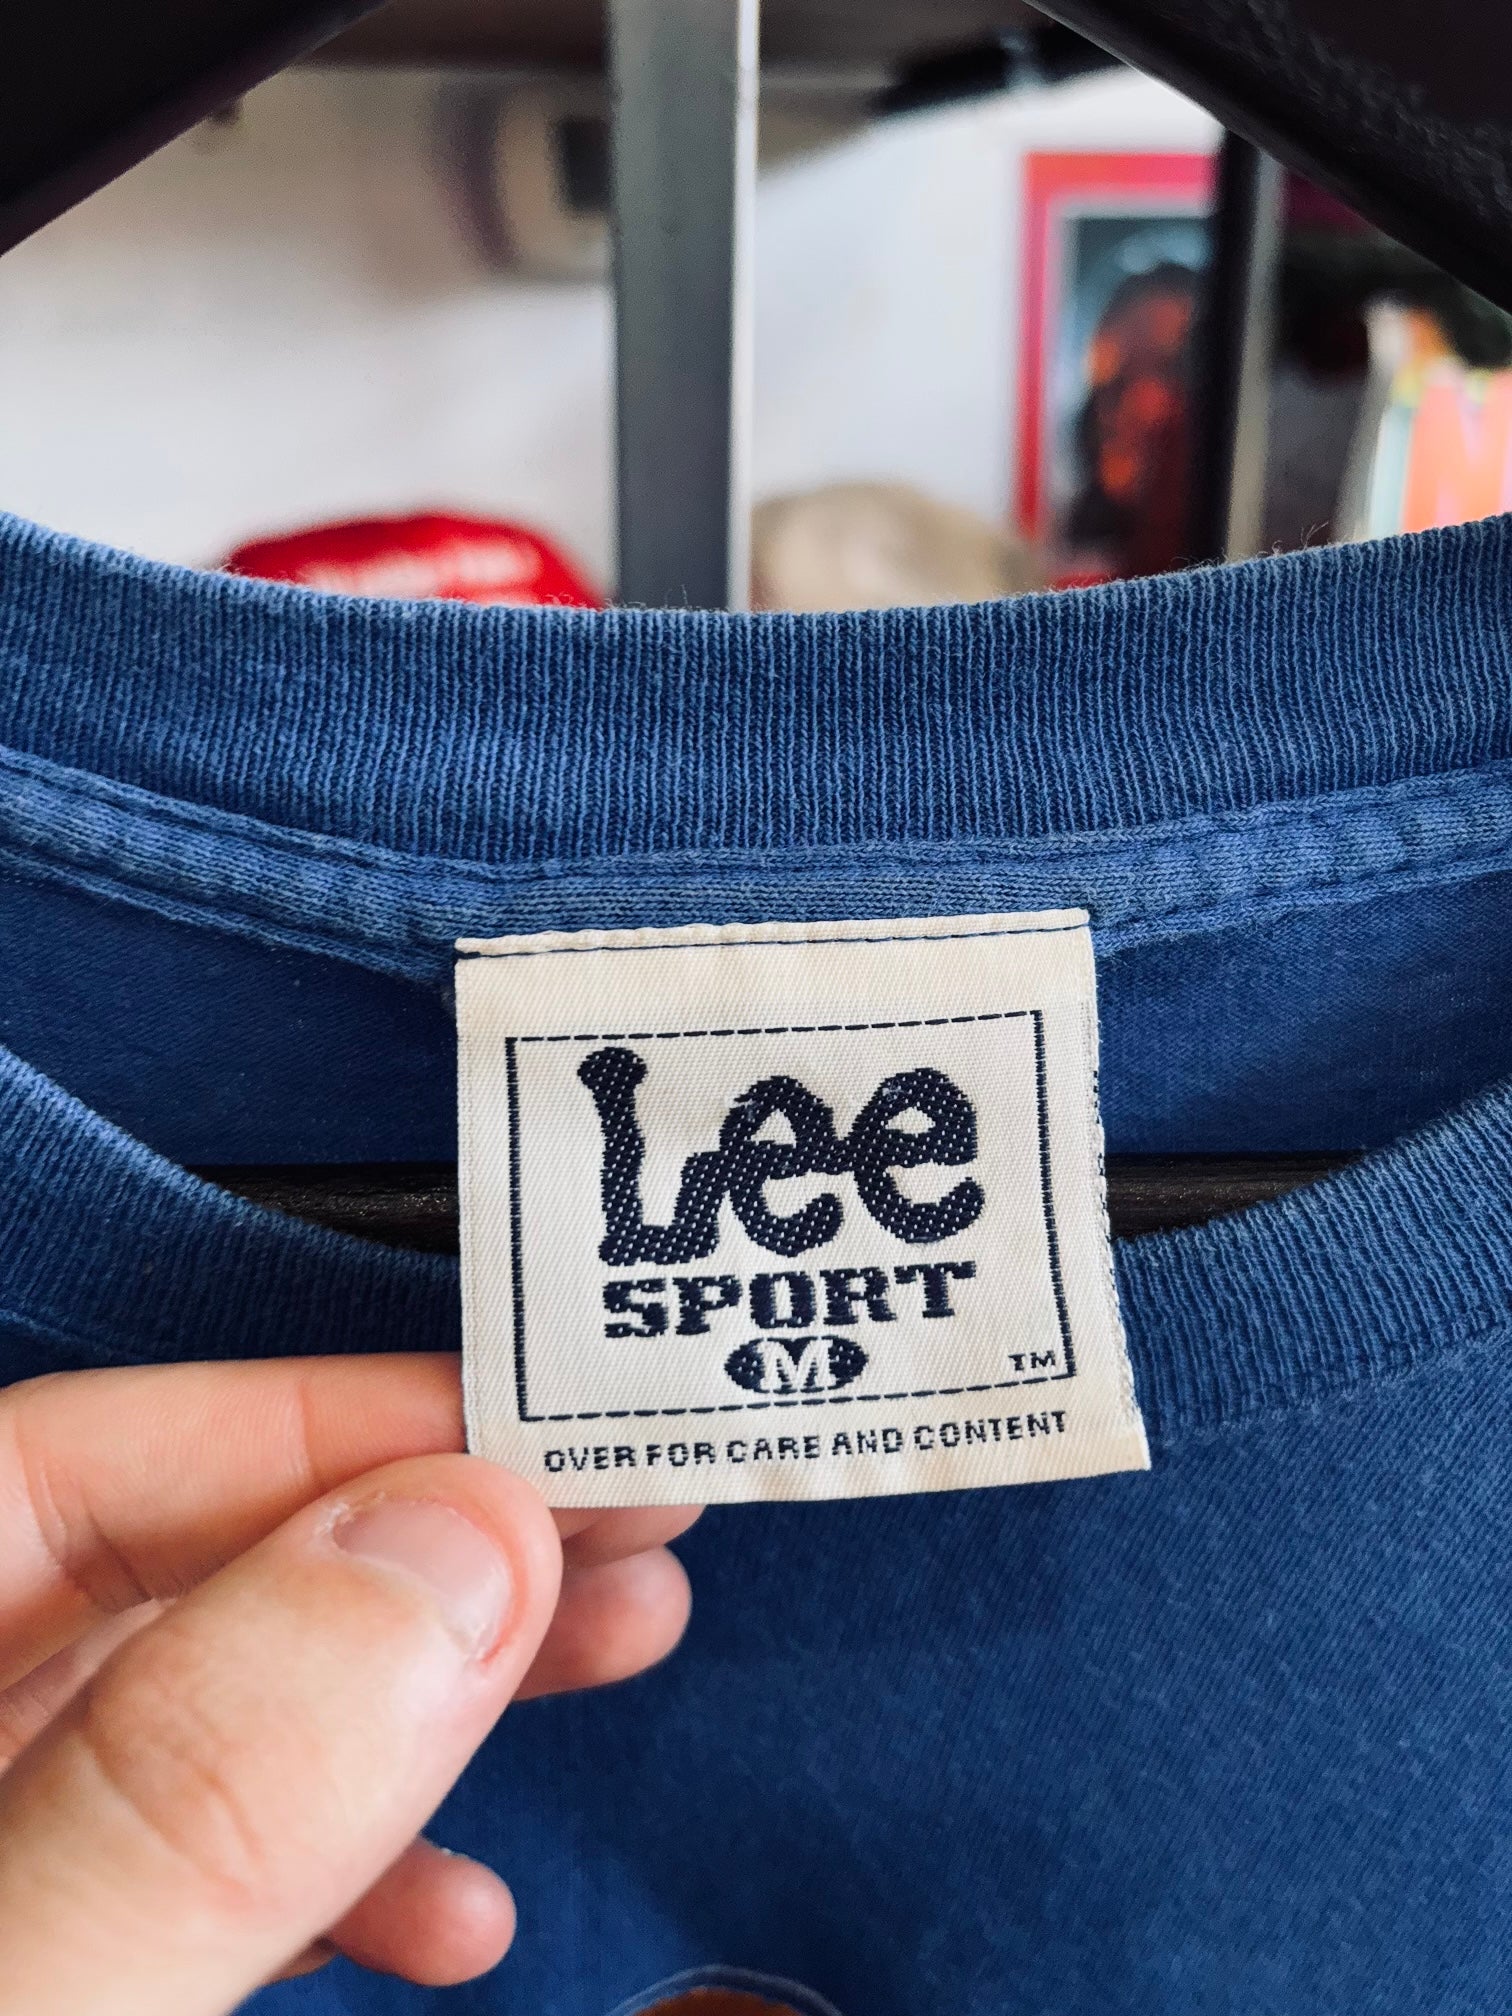 Lee
SPORT
M
TM
OVER FOR CARE AND CONTENT